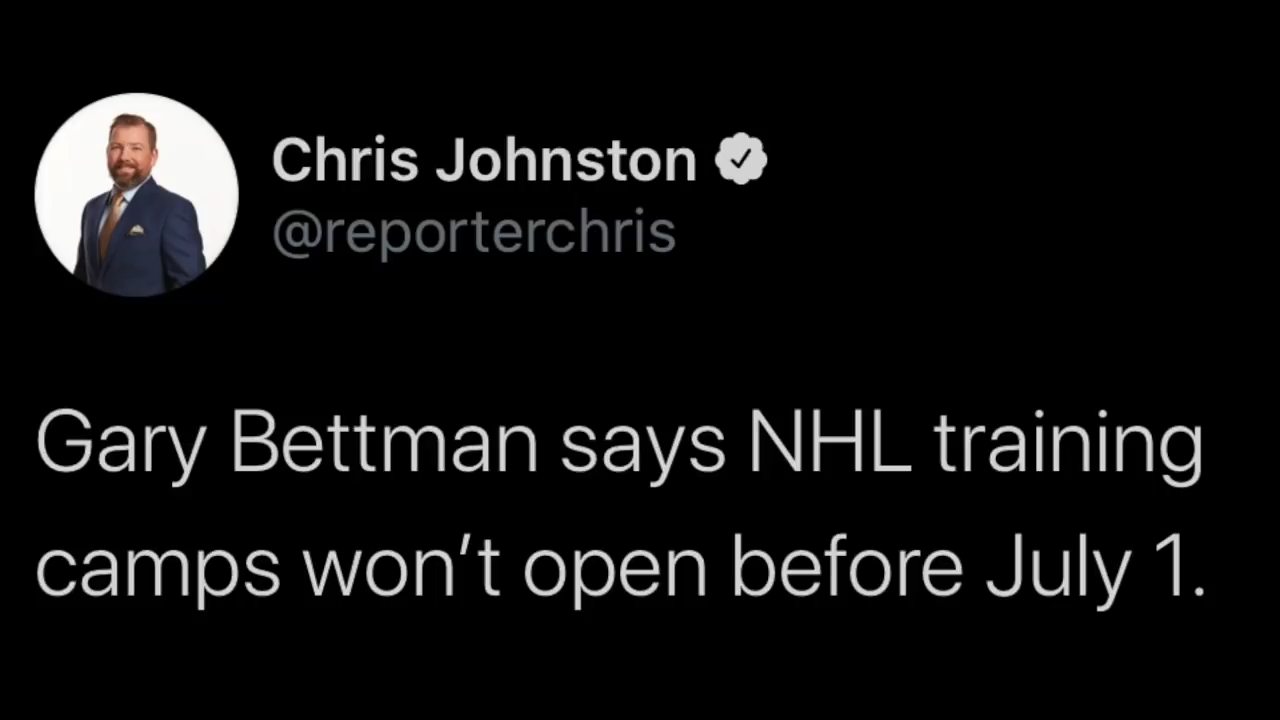 Chris Johnston
@reporterchris
Gary Bettman says NHL training
camps won’t open before July 1.